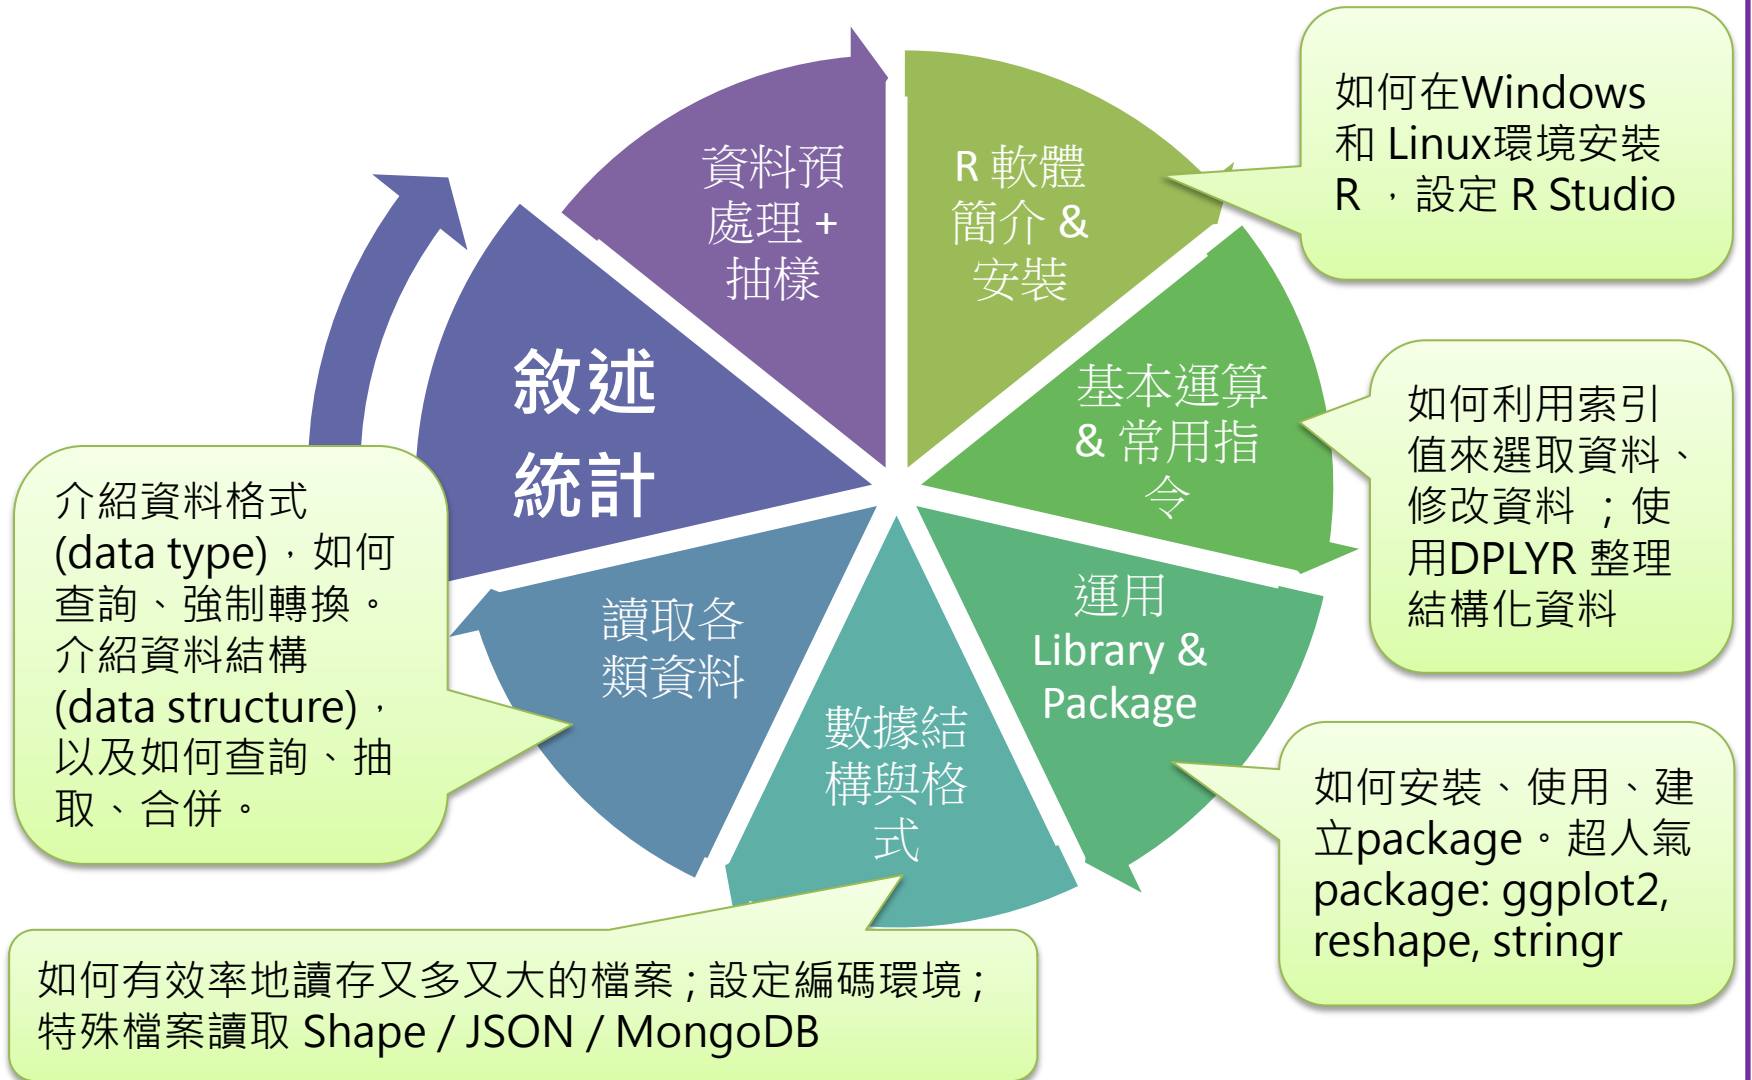 資料預
處理 +
抽樣
R 軟體
簡介 &
安裝
如何在Windows
和 Linux環境安裝
R ，設定 R Studio
敘述
統計
基本運算
& 常用指
令
如何利用索引
值來選取資料、
修改資料 ；使
用DPLYR 整理
結構化資料
介紹資料格式
(data type)，如何
查詢、強制轉換。
介紹資料結構
(data structure)，
以及如何查詢、抽
取、合併。
讀取各
類資料
數據結
構與格
式
運用
Library &
Package
如何安裝、使用、建
立package。超人氣
package: ggplot2,
reshape, stringr
如何有效率地讀存又多又大的檔案；設定編碼環境；
特殊檔案讀取 Shape / JSON / MongoDB